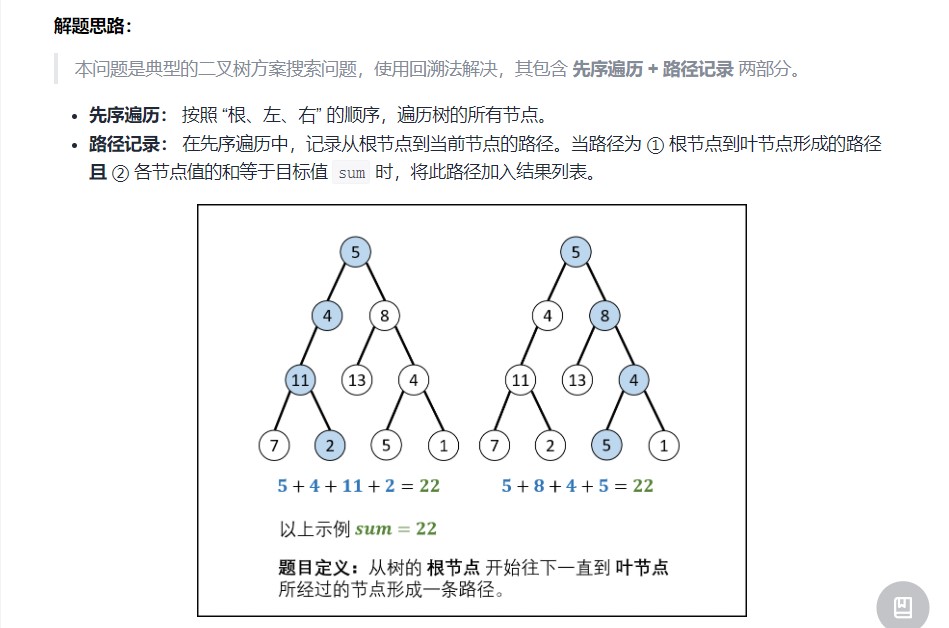 解题思路：
本问题是典型的二叉树方案搜索问题，使用回溯法解决，其包含 先序遍历 + 路径记录 两部分。
• 先序遍历： 按照 “根、左、右” 的顺序，遍历树的所有节点。
• 路径记录： 在先序遍历中，记录从根节点到当前节点的路径。当路径为 ① 根节点到叶节点形成的路径
且 ② 各节点值的和等于目标值 sum 时，将此路径加入结果列表。
5 5
4 8 4 8
11 13 4 11 13 4
7 2 5 1 7 2 5 1
5 + 4 + 11 + 2 = 22 5 + 8 + 4 + 5 = 22
以上示例 sum = 22
题目定义：从树的 根节点 开始往下一直到 叶节点
所经过的节点形成一条路径。